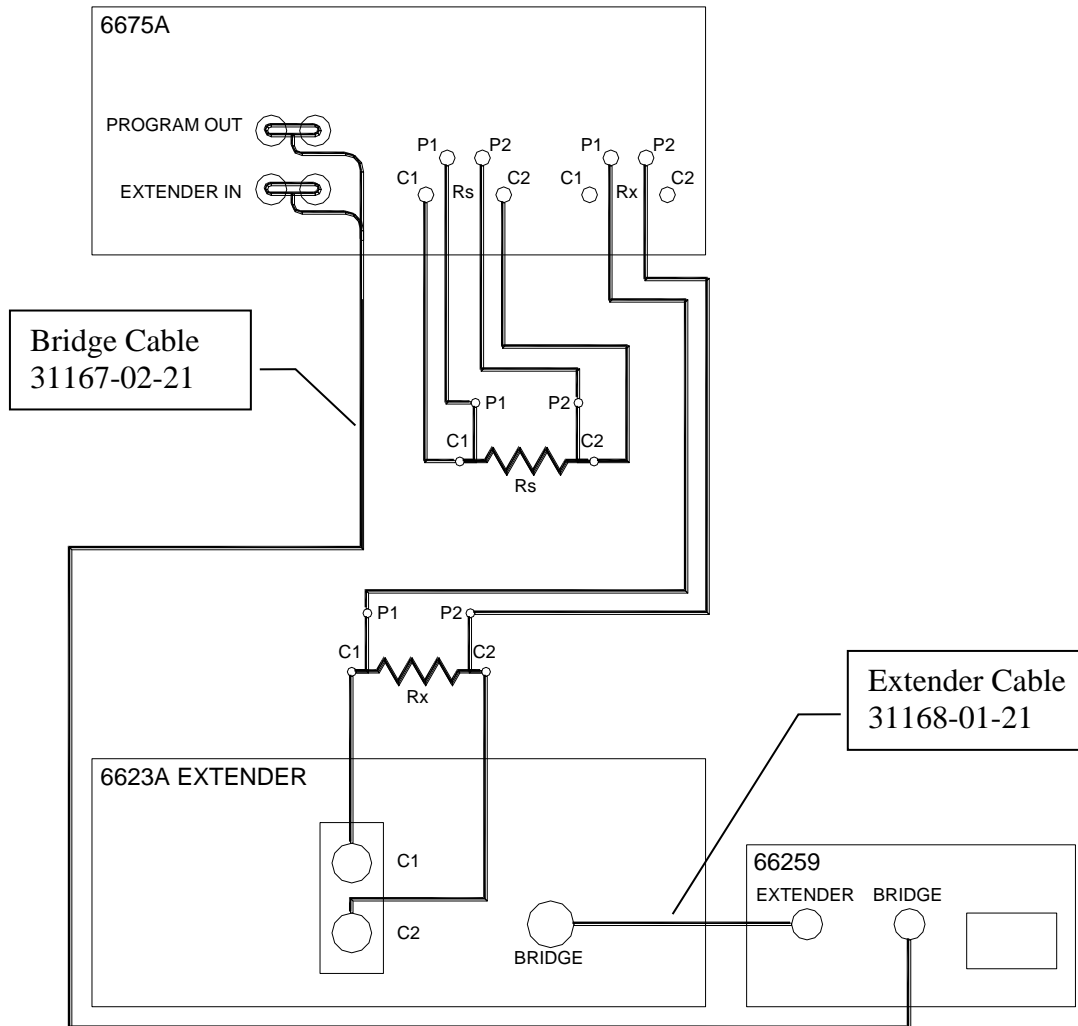 6675A
PROGRAM OUT
EXTENDER IN
P1
P2
C1
Rs
C2
P1
P2
C1
Rx
C2
Bridge Cable
31167-02-21
P1
P2
C1
C2
Rs
P1
P2
C1
C2
Rx
Extender Cable
31168-01-21
6623A EXTENDER
C1
C2
BRIDGE
66259
EXTENDER
BRIDGE